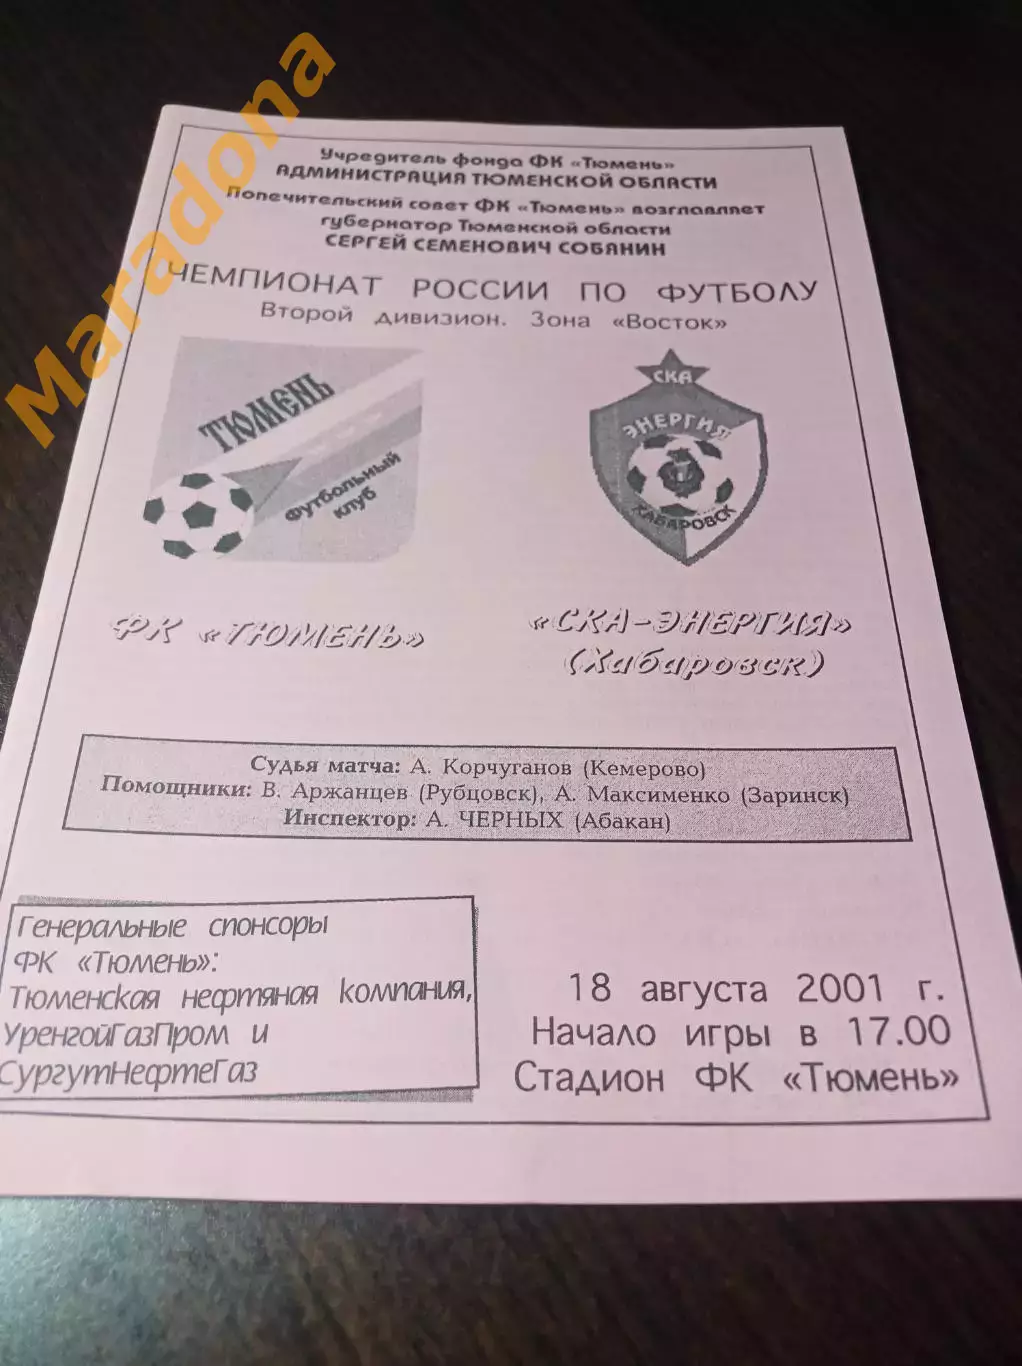 Maradona
Учредитель фонда ФК «Тюмень»
АДМИНИСТРАЦИЯ ТЮМЕНСКОЙ ОБЛАСТИ
Попечительский совет ФК «Тюмень» возглавляет
губернатор Тюменской области
СЕРГЕЙ СЕМЕНОВИЧ СОБЯНИН
ЧЕМПИОНАТ РОССИИ ПО ФУТБОЛУ
Второй дивизион. Зона «Восток»
ТЮМЕНЬ
Футбольный
клуб
СКА
ЭНЕРГИЯ
ХАБАРОВСК
ФК «ТЮМЕНЬ»
«СКА-ЭНЕРГИЯ»
(Хабаровск)
Судья матча: А. Корчуганов (Кемерово)
Помощники: В. Аржанцев (Рубцовск), А. Максименко (Заринск)
Инспектор: А. ЧЕРНЫХ (Абакан)
Генеральные спонсоры
ФК «Тюмень»:
Тюменская нефтяная компания,
УренгойГазПром и
СургутНефтеГаз
18 августа 2001 г.
Начало игры в 17.00
Стадион ФК «Тюмень»